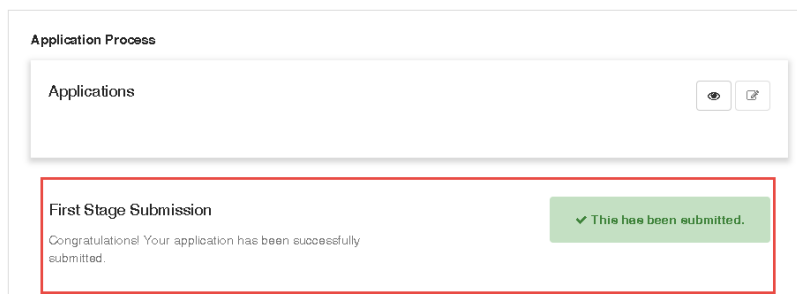 Application Process
Applications
First Stage Submission
✔ This has been submitted.
Congratulations! Your application has been successfully
submitted.